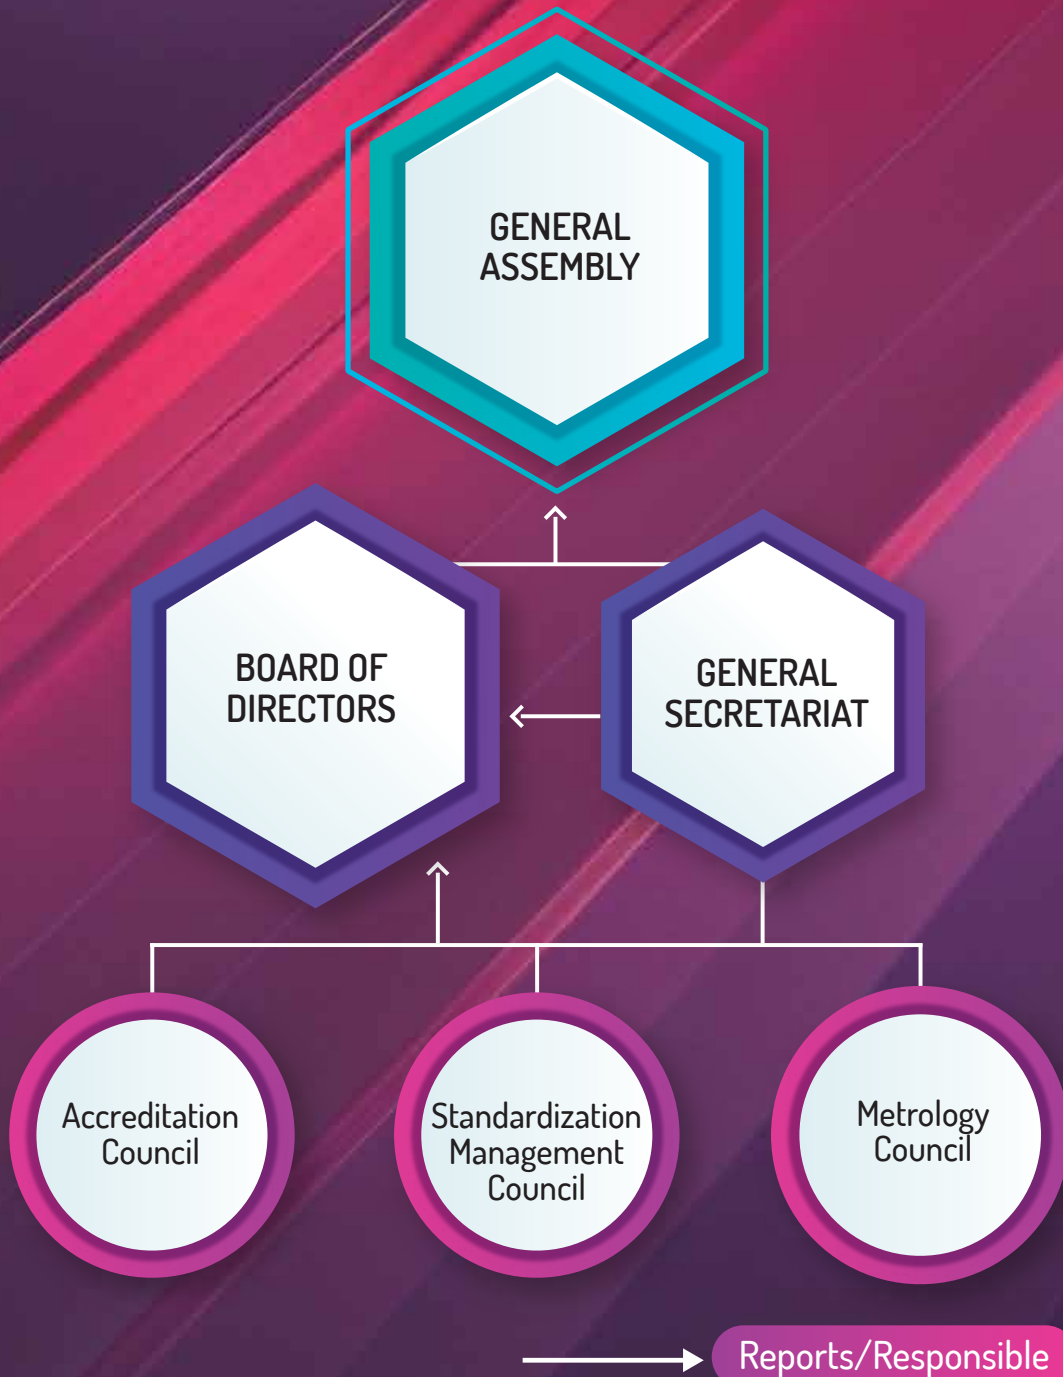 GENERAL
ASSEMBLY
BOARD OF
DIRECTORS
GENERAL
SECRETARIAT
Accreditation
Council
Standardization
Management
Council
Metrology
Council
Reports/Responsible